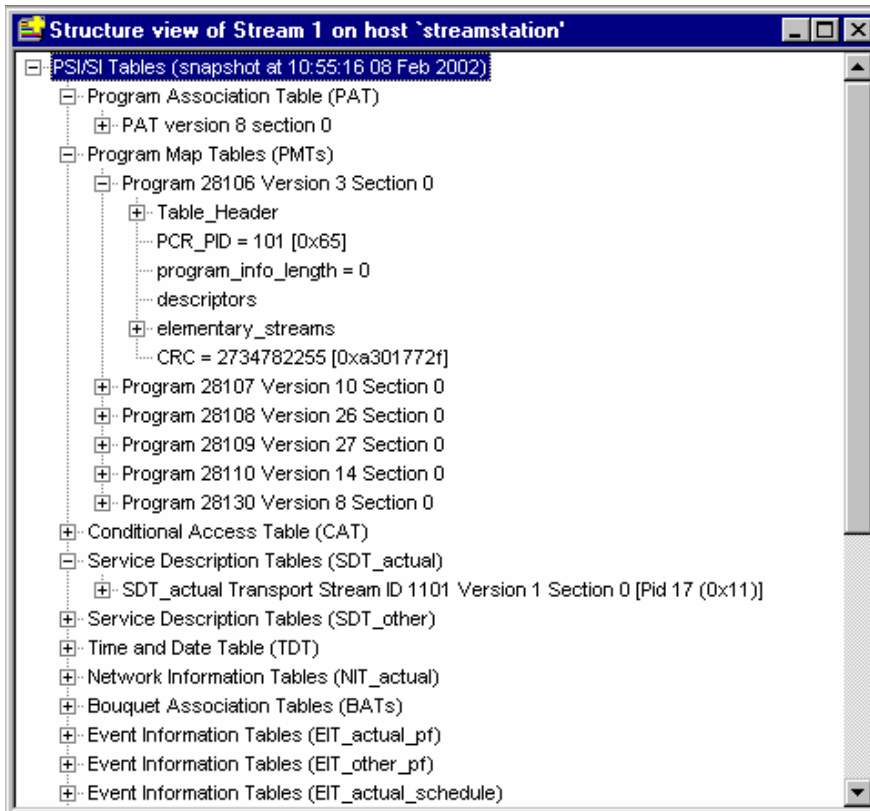 Structure view of Stream 1 on host `streamstation'
PSI/SI Tables (snapshot at 10:55:16 08 Feb 2002)
Program Association Table (PAT)
PAT version 8 section 0
Program Map Tables (PMTs)
Program 28106 Version 3 Section 0
Table_Header
PCR_PID = 101 [0x65]
program_info_length = 0
descriptors
elementary_streams
CRC = 2734782255 [0xa301772f]
Program 28107 Version 10 Section 0
Program 28108 Version 26 Section 0
Program 28109 Version 27 Section 0
Program 28110 Version 14 Section 0
Program 28130 Version 8 Section 0
Conditional Access Table (CAT)
Service Description Tables (SDT_actual)
SDT_actual Transport Stream ID 1101 Version 1 Section 0 [Pid 17 (0x11)]
Service Description Tables (SDT_other)
Time and Date Table (TDT)
Network Information Tables (NIT_actual)
Bouquet Association Tables (BATs)
Event Information Tables (EIT_actual_pf)
Event Information Tables (EIT_other_pf)
Event Information Tables (EIT_actual_schedule)